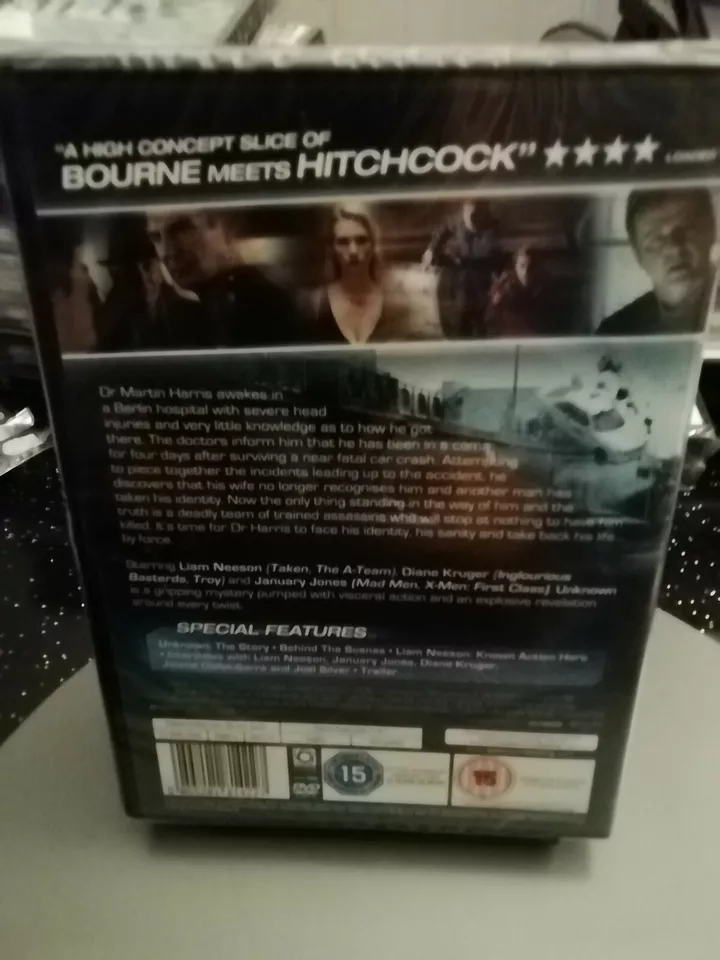 "A HIGH CONCEPT SLICE OF
BOURNE MEETS HITCHCOCK" ★★★★
Dr Martin Harris awakes in
a Berlin hospital with severe head
injuries and very little knowledge as to how he got
there. The doctors inform him that he has been in a coma
for four days after surviving a near fatal car crash. Attempting
to piece together the incidents leading up to the accident, he
discovers that his wife no longer recognises him and another man has
taken his identity. Now the only thing standing in the way of him and the
truth is a deadly team of trained assassins who will stop at nothing to have him
killed. It's time for Dr Harris to face his identity, his sanity and take back his life
by force.
Starring Liam Neeson (Taken, The A-Team), Diane Kruger (Inglourious
Basterds, Troy) and January Jones (Mad Men, X-Men: First Class) Unknown
is a gripping mystery pumped with visceral action and an explosive revelation
around every twist.
SPECIAL FEATURES
Unknown: The Story • Behind The Scenes • Liam Neeson: Known Action Hero
• Interviews with: Liam Neeson, January Jones, Diane Kruger,
Jaume Collet-Serra and Joel Silver • Trailer
DVD
15
15